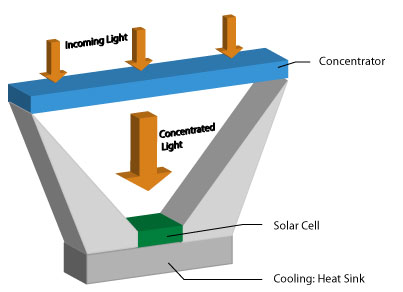 Incoming Light
Concentrator
Concentrated
Light
Solar Cell
Cooling: Heat Sink